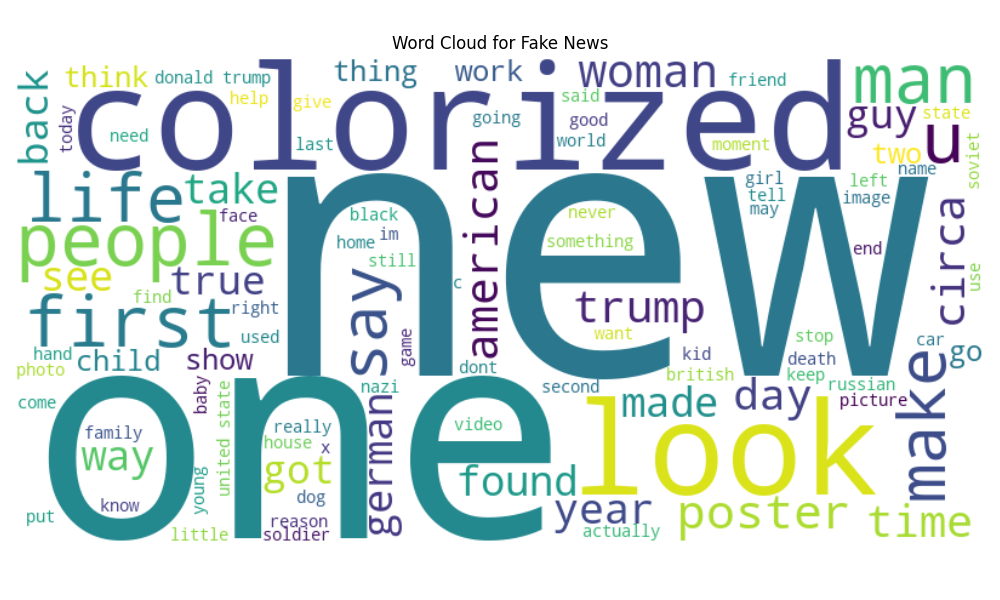 Word Cloud for Fake News
back
think
donald trump
thing
work
woman
friend
man
today
colorized
help
give
said
guy
state
need
last
going
good
world
moment
two
u
name
soviet
life
take
new
american
girl
tell
may
left
image
circa
people
face
black
im
never
home
something
still
end
see
true
say
c
use
find
right
trump
first
used
game
want
stop
car
go
hand
child
show
dont
kid
death
make
photo
british
keep
russian
baby
nazi
second
picture
come
one
united state
german
look
made
day
family
way
really
house
x
video
got
found
young
dog
know
year
poster
time
put
reason
little
soldier
actually